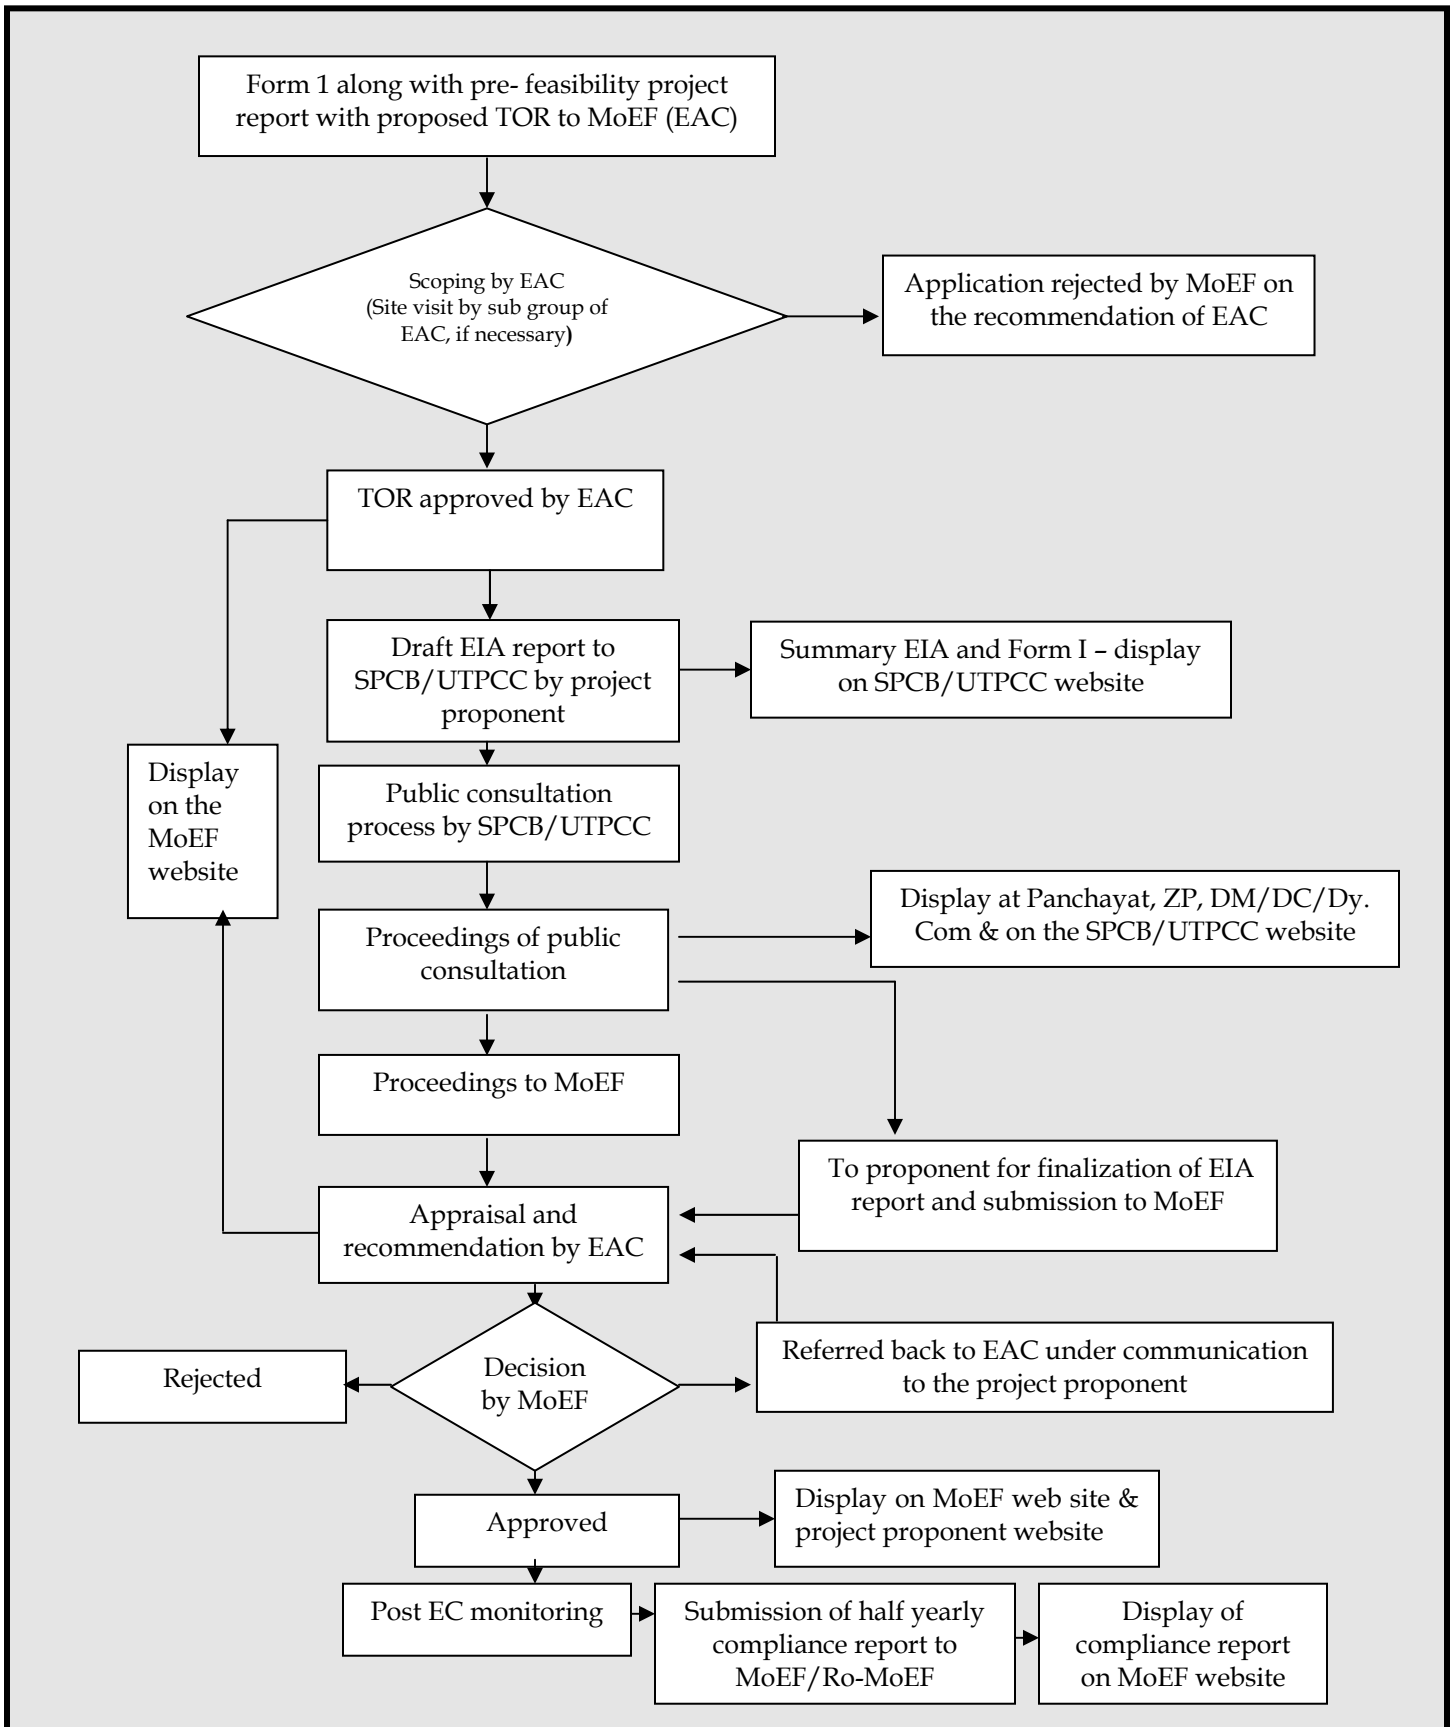 Form 1 along with pre- feasibility project
report with proposed TOR to MoEF (EAC)
Scoping by EAC
(Site visit by sub group of
EAC, if necessary)
Application rejected by MoEF on
the recommendation of EAC
TOR approved by EAC
Draft EIA report to
SPCB/UTPCC by project
proponent
Summary EIA and Form I – display
on SPCB/UTPCC website
Display
on the
MoEF
website
Public consultation
process by SPCB/UTPCC
Proceedings of public
consultation
Display at Panchayat, ZP, DM/DC/Dy.
Com & on the SPCB/UTPCC website
Proceedings to MoEF
To proponent for finalization of EIA
report and submission to MoEF
Appraisal and
recommendation by EAC
Decision
by MoEF
Rejected
Referred back to EAC under communication
to the project proponent
Approved
Display on MoEF web site &
project proponent website
Post EC monitoring
Submission of half yearly
compliance report to
MoEF/Ro-MoEF
Display of
compliance report
on MoEF website